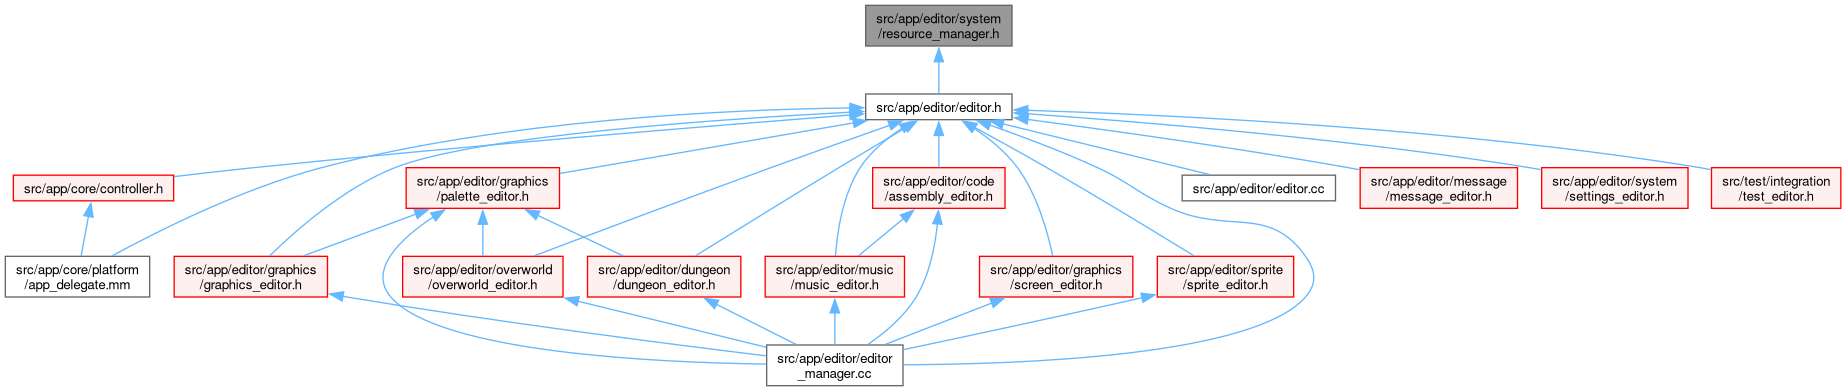 src/app/editor/system
/resource_manager.h
src/app/editor/editor.h
src/app/core/controller.h
src/app/editor/graphics
/palette_editor.h
src/app/editor/code
/assembly_editor.h
src/app/editor/editor.cc
src/app/editor/message
/message_editor.h
src/app/editor/system
/settings_editor.h
src/test/integration
/test_editor.h
src/app/core/platform
/app_delegate.mm
src/app/editor/graphics
/graphics_editor.h
src/app/editor/overworld
/overworld_editor.h
src/app/editor/dungeon
/dungeon_editor.h
src/app/editor/music
/music_editor.h
src/app/editor/graphics
/screen_editor.h
src/app/editor/sprite
/sprite_editor.h
src/app/editor/editor
_manager.cc